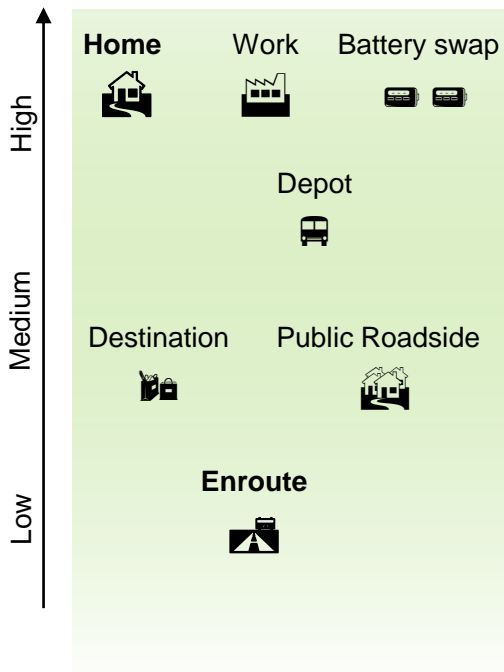 Home Work Battery swap
High
Depot
Medium
Destination Public Roadside
Enroute
Low